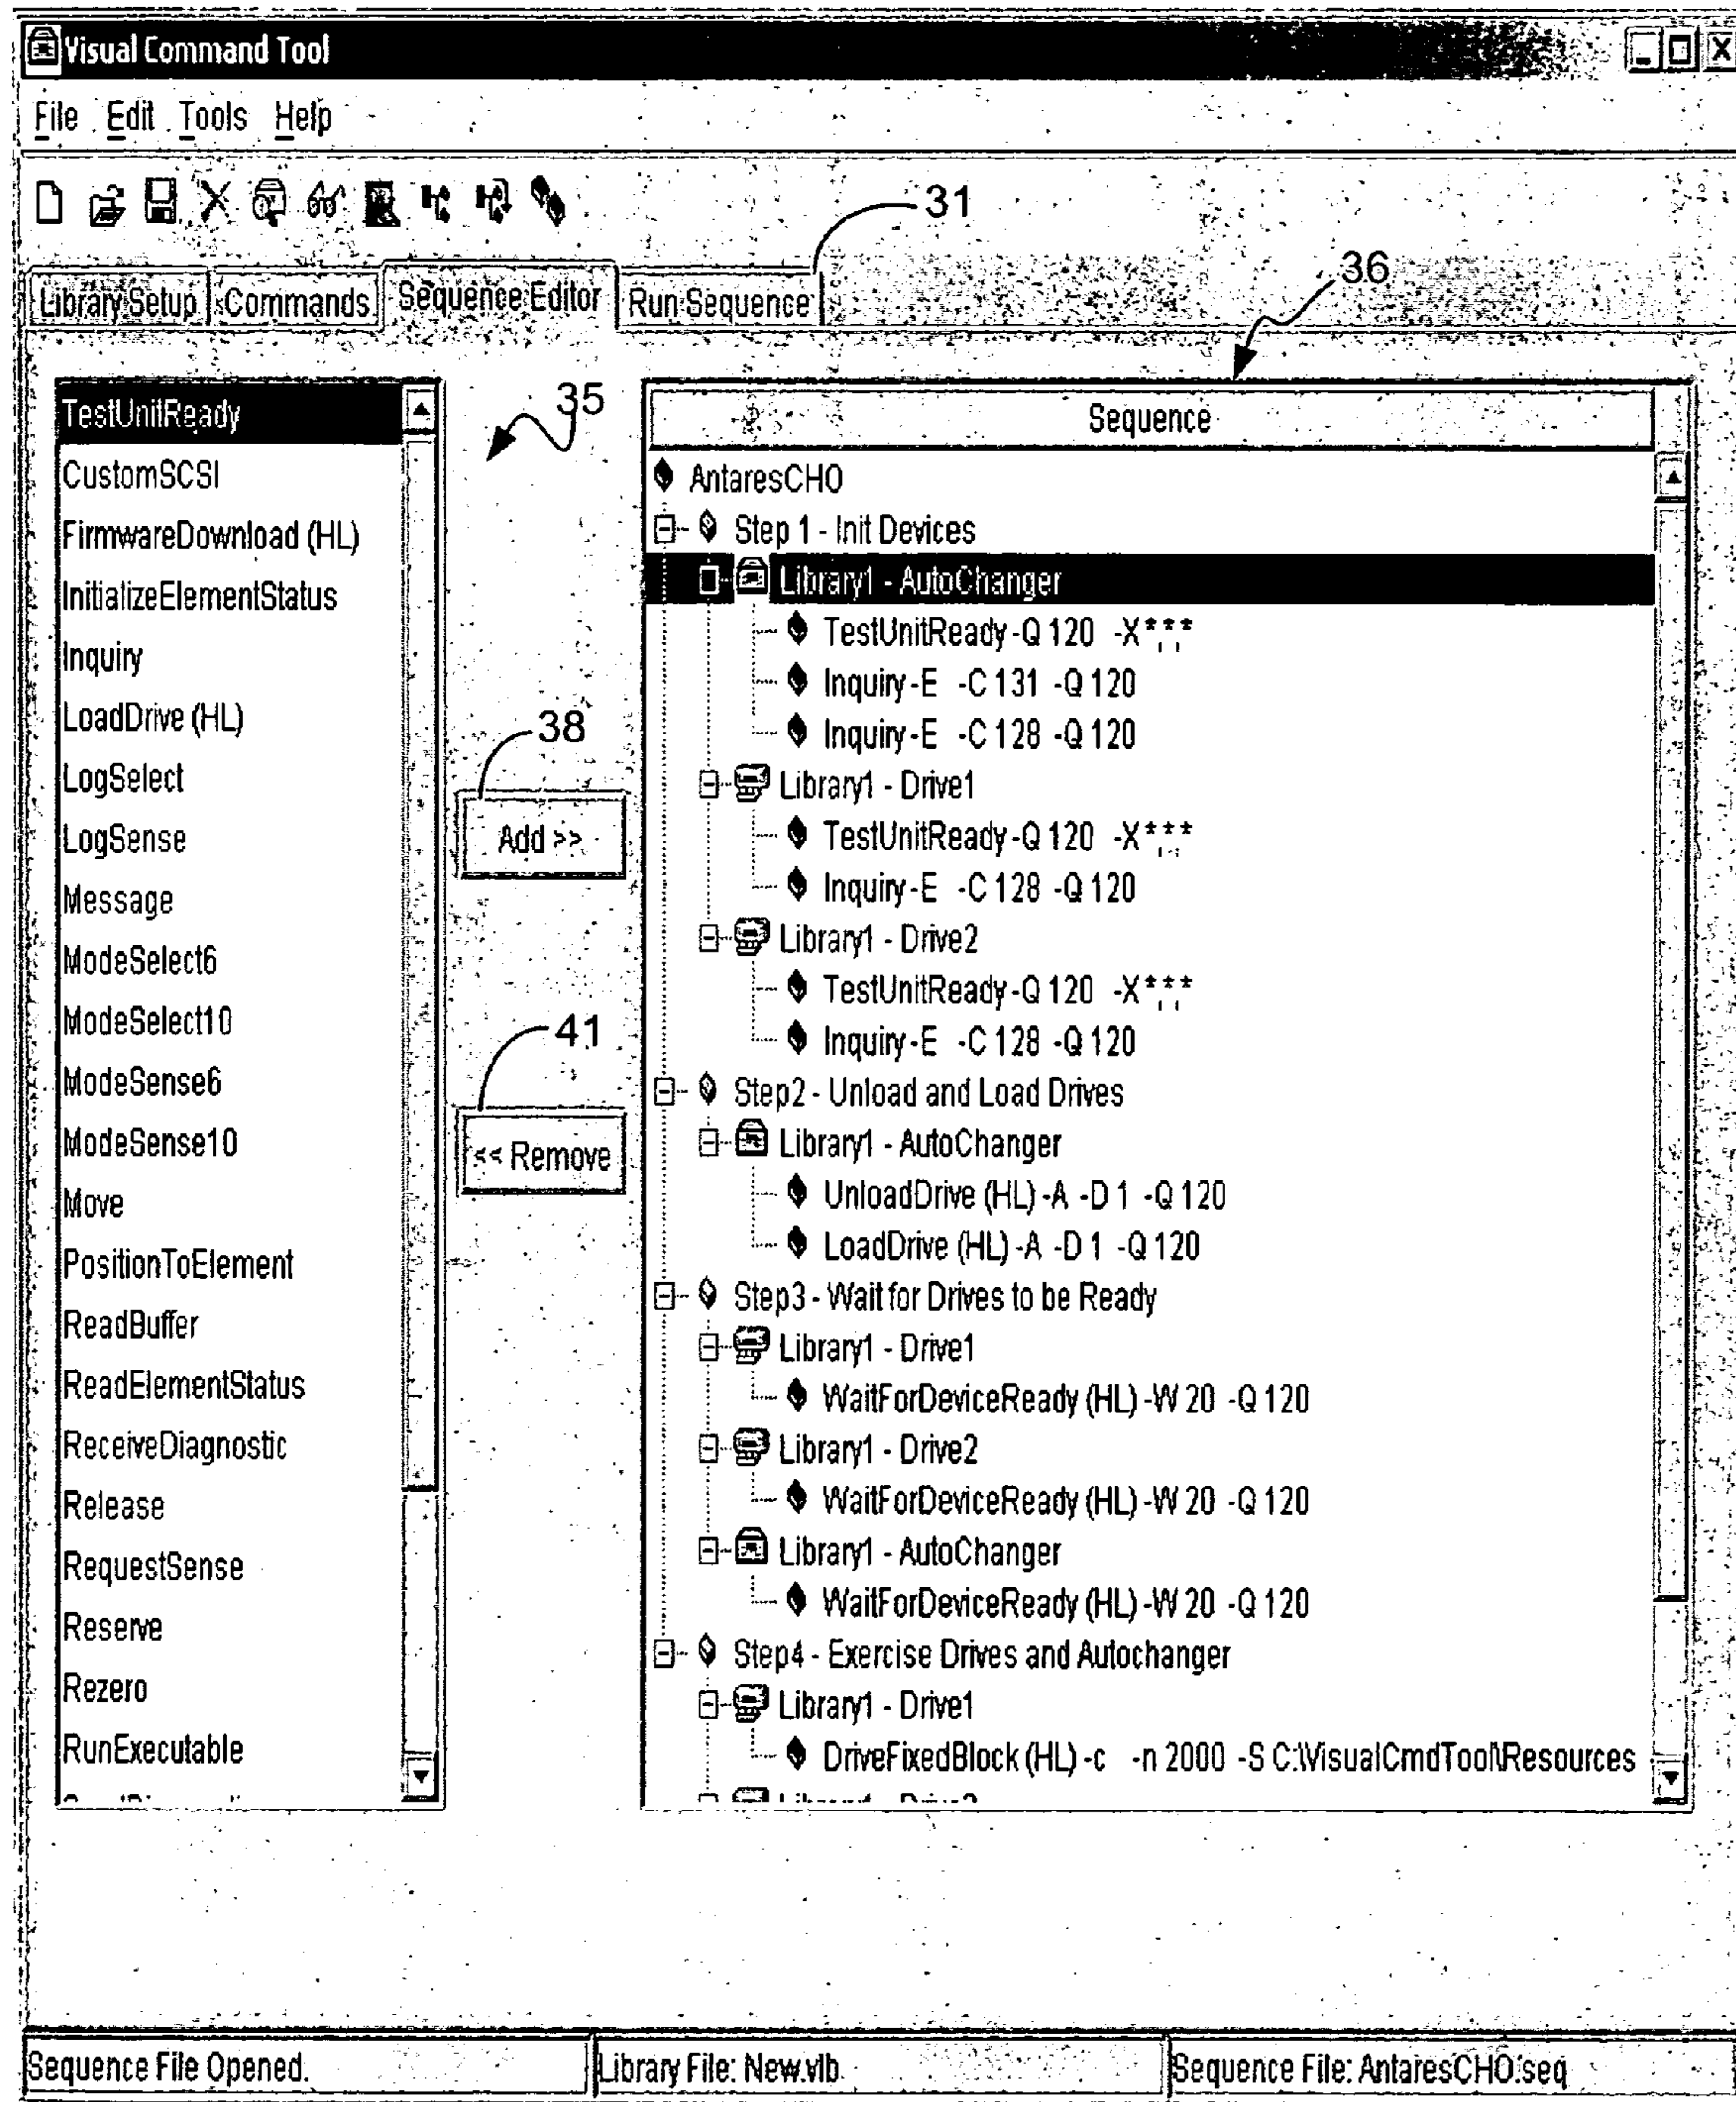 Visual Command Tool
File Edit Tools Help
31
36
Library Setup Commands Sequence Editor Run Sequence
35
TestUnitReady
CustomSCSI
FirmwareDownload (HL)
InitializeElementStatus
Inquiry
LoadDrive (HL)
LogSelect
LogSense
Message
ModeSelect6
ModeSelect10
ModeSense6
ModeSense10
Move
PositionToElement
ReadBuffer
ReadElementStatus
ReceiveDiagnostic
Release
RequestSense
Reserve
Rezero
RunExecutable
38
Add >>
41
<< Remove
Sequence
AntaresCHO
Step 1 - Init Devices
Library1 - AutoChanger
TestUnitReady -Q 120 -X *,*,*
Inquiry -E -C 131 -Q 120
Inquiry -E -C 128 -Q 120
Library1 - Drive1
TestUnitReady -Q 120 -X *,*,*
Inquiry -E -C 128 -Q 120
Library1 - Drive2
TestUnitReady -Q 120 -X *,*,*
Inquiry -E -C 128 -Q 120
Step2 - Unload and Load Drives
Library1 - AutoChanger
UnloadDrive (HL) -A -D 1 -Q 120
LoadDrive (HL) -A -D 1 -Q 120
Step3 - Wait for Drives to be Ready
Library1 - Drive1
WaitForDeviceReady (HL) -W 20 -Q 120
Library1 - Drive2
WaitForDeviceReady (HL) -W 20 -Q 120
Library1 - AutoChanger
WaitForDeviceReady (HL) -W 20 -Q 120
Step4 - Exercise Drives and Autochanger
Library1 - Drive1
DriveFixedBlock (HL) -c -n 2000 -S C:\VisualCmdTool\Resources
Sequence File Opened.
Library File: New.vlb
Sequence File: AntaresCHO.seq